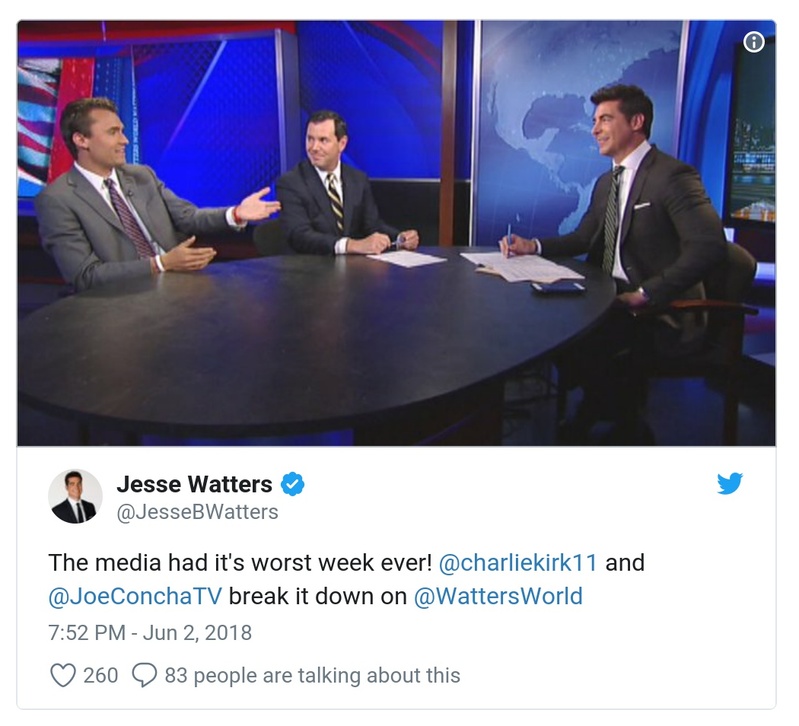 Jesse Watters
@JesseBWatters
The media had it's worst week ever! @charliekirk11 and
@JoeConchaTV break it down on @WattersWorld
7:52 PM - Jun 2, 2018
260 83 people are talking about this